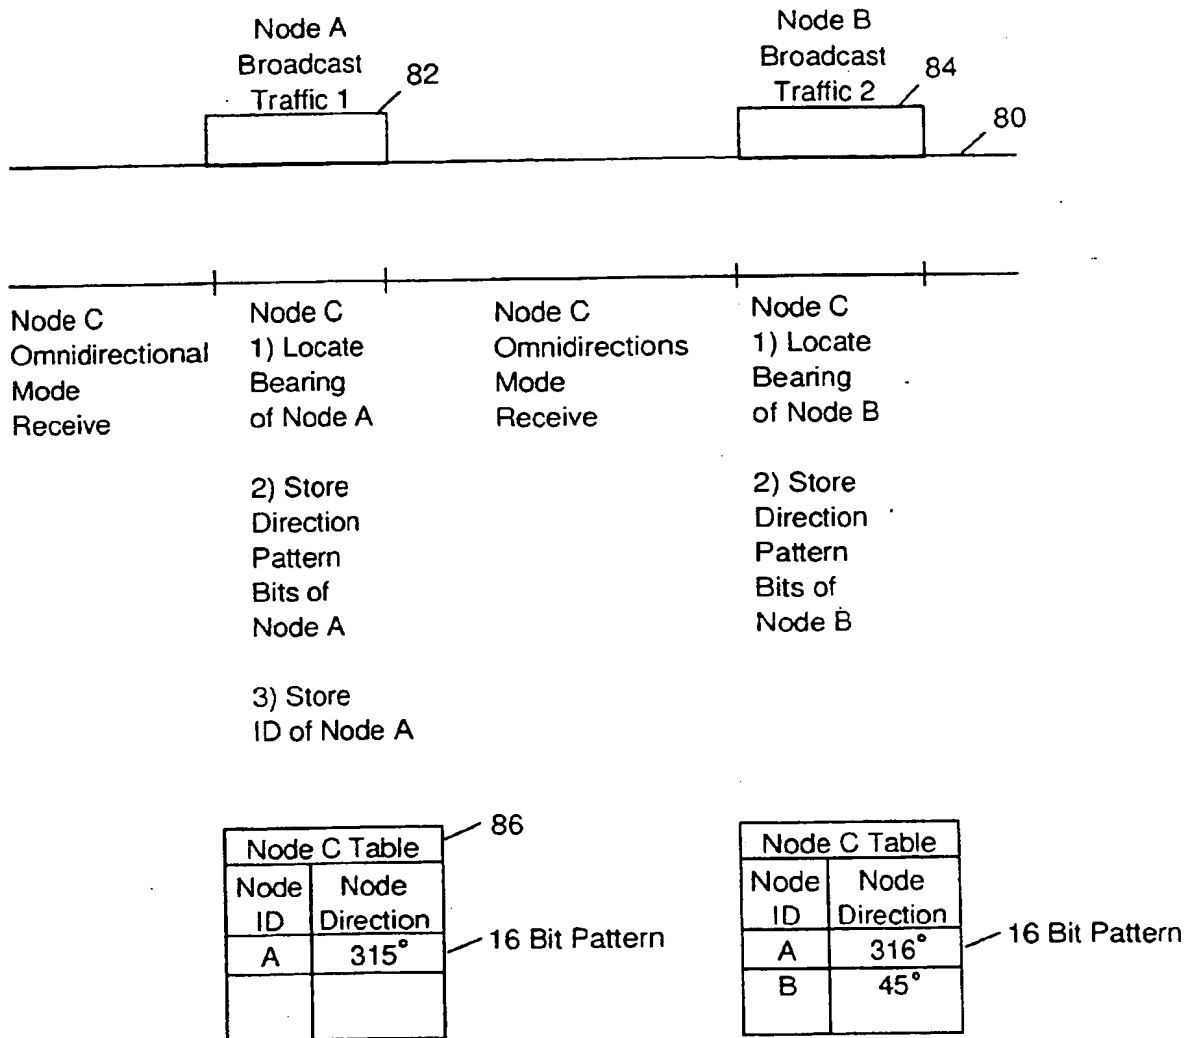 Node A
Broadcast
Traffic 1
82
Node B
Broadcast
Traffic 2
84
80
Node C
Omnidirectional
Mode
Receive
Node C
1) Locate
Bearing
of Node A
2) Store
Direction
Pattern
Bits of
Node A
3) Store
ID of Node A
Node C
Omnidirections
Mode
Receive
Node C
1) Locate
Bearing
of Node B
2) Store
Direction
Pattern
Bits of
Node B
86
Node C Table
Node ID
Node Direction
A 315°
16 Bit Pattern
Node C Table
Node ID
Node Direction
A 316°
B 45°
16 Bit Pattern